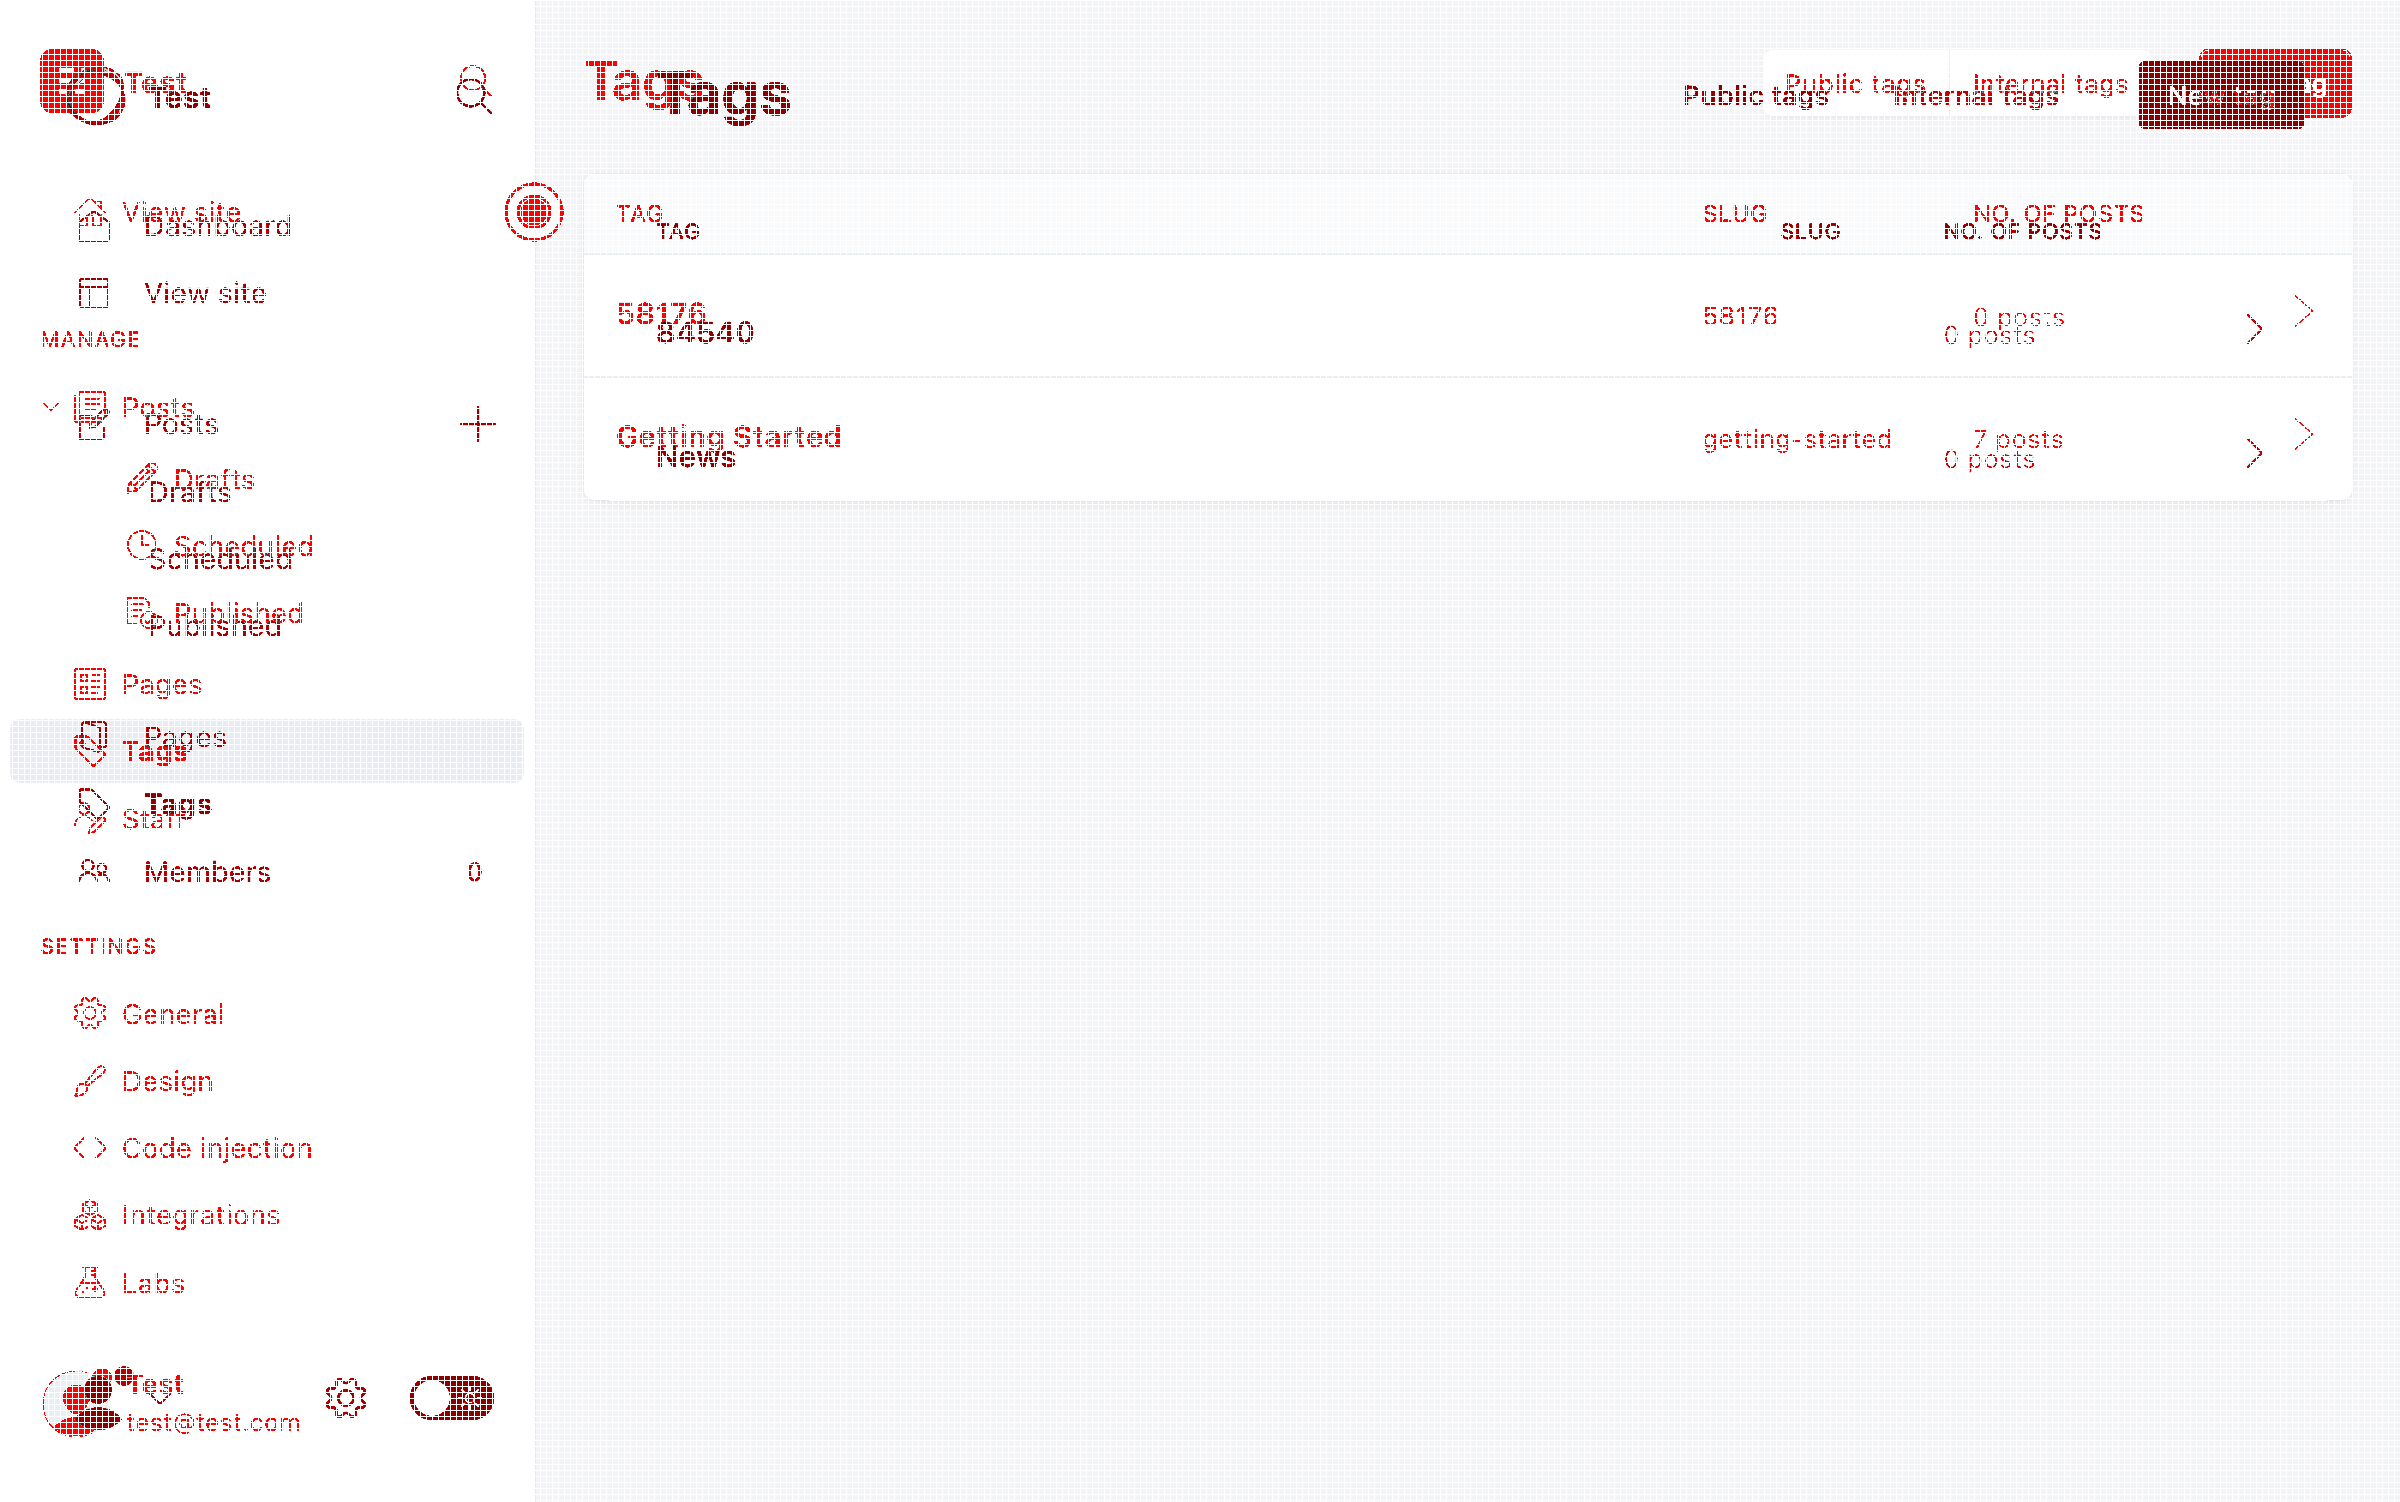 Test
Test
Tags
Tags
Public tags
Internal tags
Public tags
Internal tags
New tag
View site
Dashboard
TAG
SLUG
NO. OF POSTS
TAG
SLUG
NO. OF POSTS
View site
58176
58176
0 posts
84540
0 posts
MANAGE
Posts
Posts
Getting Started
getting-started
7 posts
News
0 posts
Drafts
Drafts
Scheduled
Scheduled
Published
Published
Pages
Pages
Tags
Tags
Staff
Members
0
SETTINGS
General
Design
Code injection
Integrations
Labs
Test
test@test.com